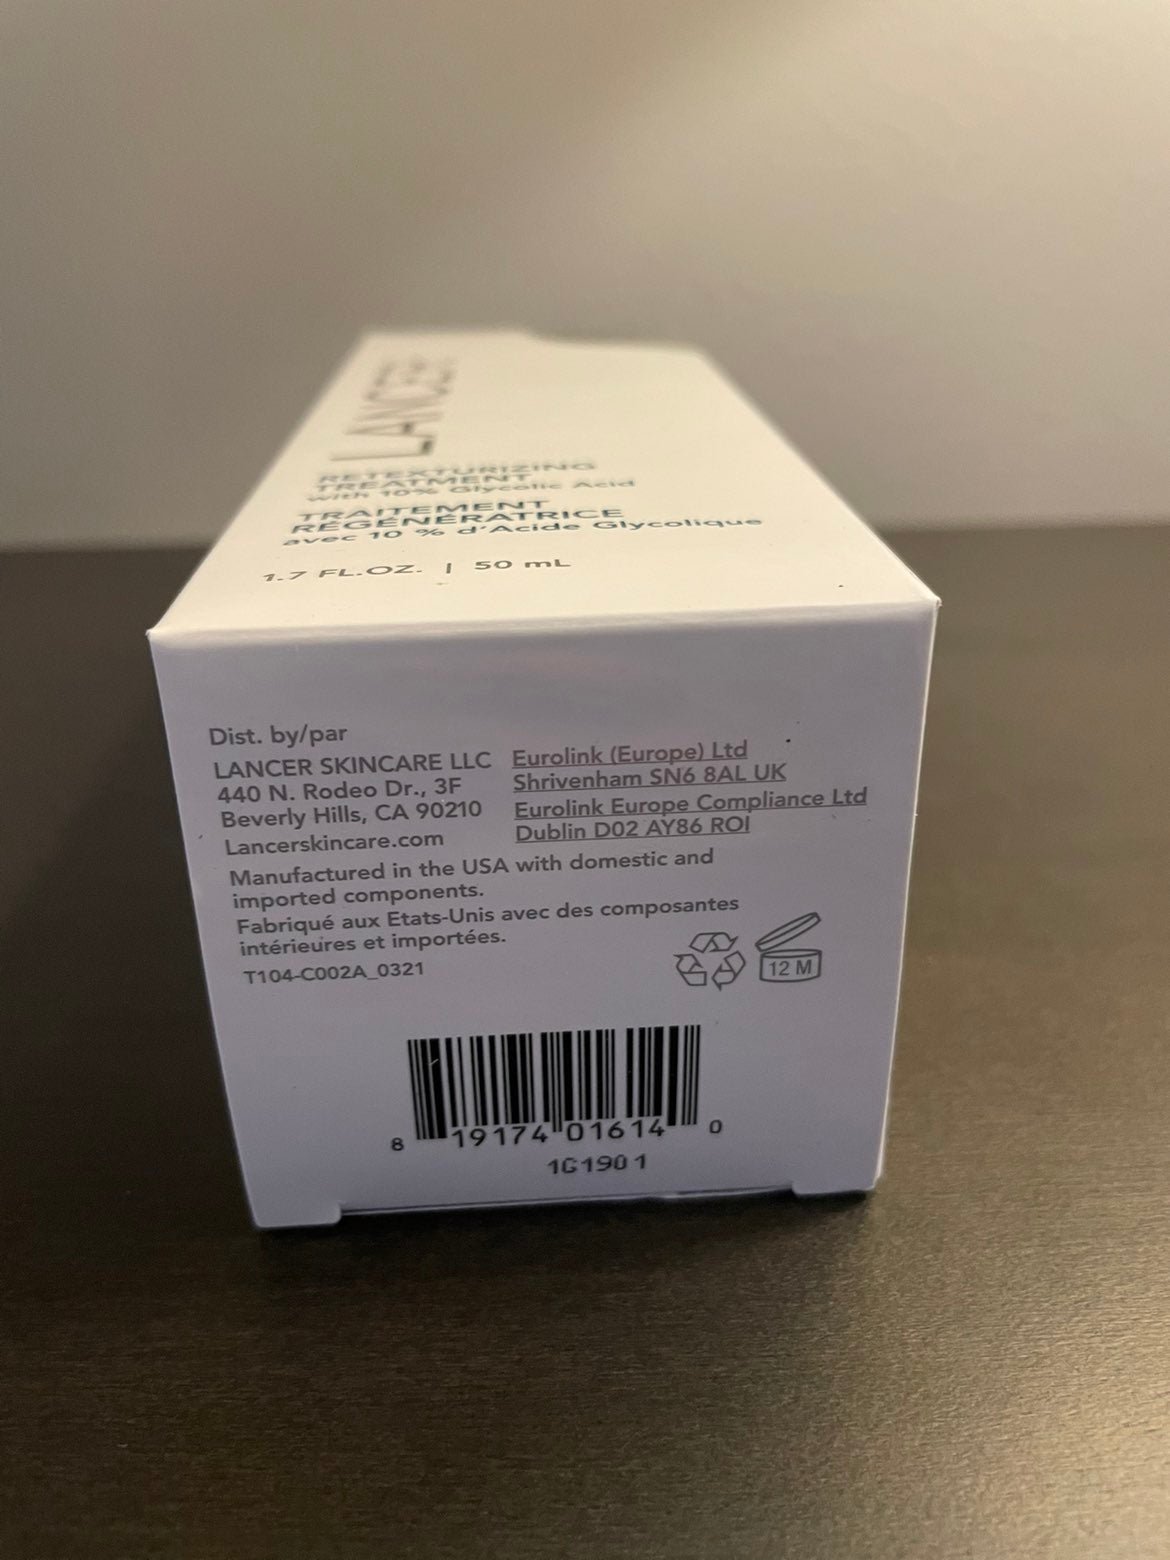 LANCER
RETEXTURIZING
TREATMENT
with 10% Glycolic Acid
TRAITEMENT
RÉGÉNÉRATRICE
avec 10 % d'Acide Glycolique
1.7 FL.OZ. | 50 mL
Dist. by/par
LANCER SKINCARE LLC
440 N. Rodeo Dr., 3F
Beverly Hills, CA 90210
Lancerskincare.com
Eurolink (Europe) Ltd
Shrivenham SN6 8AL UK
Eurolink Europe Compliance Ltd
Dublin D02 AY86 ROI
Manufactured in the USA with domestic and
imported components.
Fabriqué aux Etats-Unis avec des composantes
intérieures et importées.
T104-C002A_0321
12 M
8 19174 01614 0
1G1901